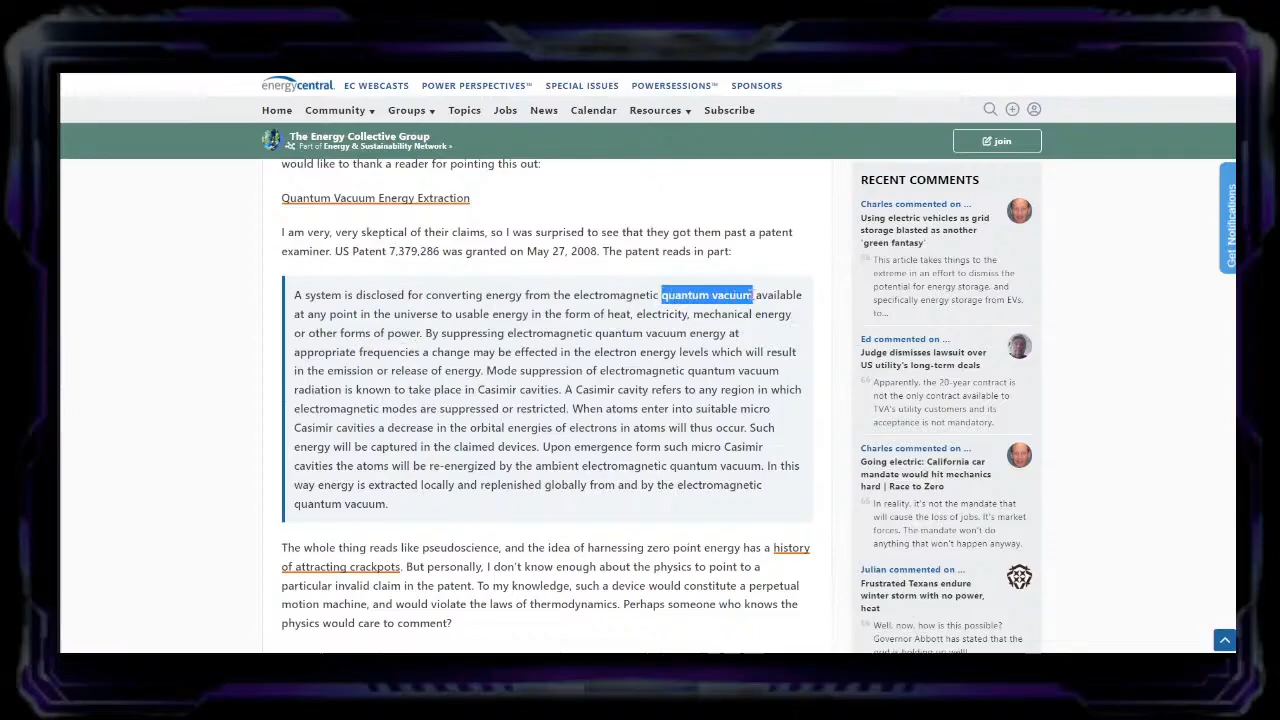 energycentral. EC WEBCASTS POWER PERSPECTIVES™ SPECIAL ISSUES POWERSESSIONS™ SPONSORS
Home Community Groups Topics Jobs News Calendar Resources Subscribe
The Energy Collective Group
Part of Energy & Sustainability Network »
join
would like to thank a reader for pointing this out:
Quantum Vacuum Energy Extraction
I am very, very skeptical of their claims, so I was surprised to see that they got them past a patent
examiner. US Patent 7,379,286 was granted on May 27, 2008. The patent reads in part:
A system is disclosed for converting energy from the electromagnetic quantum vacuum available
at any point in the universe to usable energy in the form of heat, electricity, mechanical energy
or other forms of power. By suppressing electromagnetic quantum vacuum energy at
appropriate frequencies a change may be effected in the electron energy levels which will result
in the emission or release of energy. Mode suppression of electromagnetic quantum vacuum
radiation is known to take place in Casimir cavities. A Casimir cavity refers to any region in which
electromagnetic modes are suppressed or restricted. When atoms enter into suitable micro
Casimir cavities a decrease in the orbital energies of electrons in atoms will thus occur. Such
energy will be captured in the claimed devices. Upon emergence form such micro Casimir
cavities the atoms will be re-energized by the ambient electromagnetic quantum vacuum. In this
way energy is extracted locally and replenished globally from and by the electromagnetic
quantum vacuum.
The whole thing reads like pseudoscience, and the idea of harnessing zero point energy has a history
of attracting crackpots. But personally, I don't know enough about the physics to point to a
particular invalid claim in the patent. To my knowledge, such a device would constitute a perpetual
motion machine, and would violate the laws of thermodynamics. Perhaps someone who knows the
physics would care to comment?
RECENT COMMENTS
Charles commented on ...
Using electric vehicles as grid
storage blasted as another
'green fantasy'
This article takes things to the
extreme in an effort to dismiss the
potential for energy storage, and
specifically energy storage from EVs,
to...
Ed commented on ...
Judge dismisses lawsuit over
US utility's long-term deals
Apparently, the 20-year contract is
not the only contract available to
TVA's utility customers and its
acceptance is not mandatory.
Charles commented on ...
Going electric: California car
mandate would hit mechanics
hard | Race to Zero
In reality, it's not the mandate that
will cause the loss of jobs. It's market
forces. The mandate won't do
anything that won't happen anyway.
Julian commented on ...
Frustrated Texans endure
winter storm with no power,
heat
Well, now, how is this possible?
Governor Abbott has stated that the
grid is holding up well!
Get Notifications